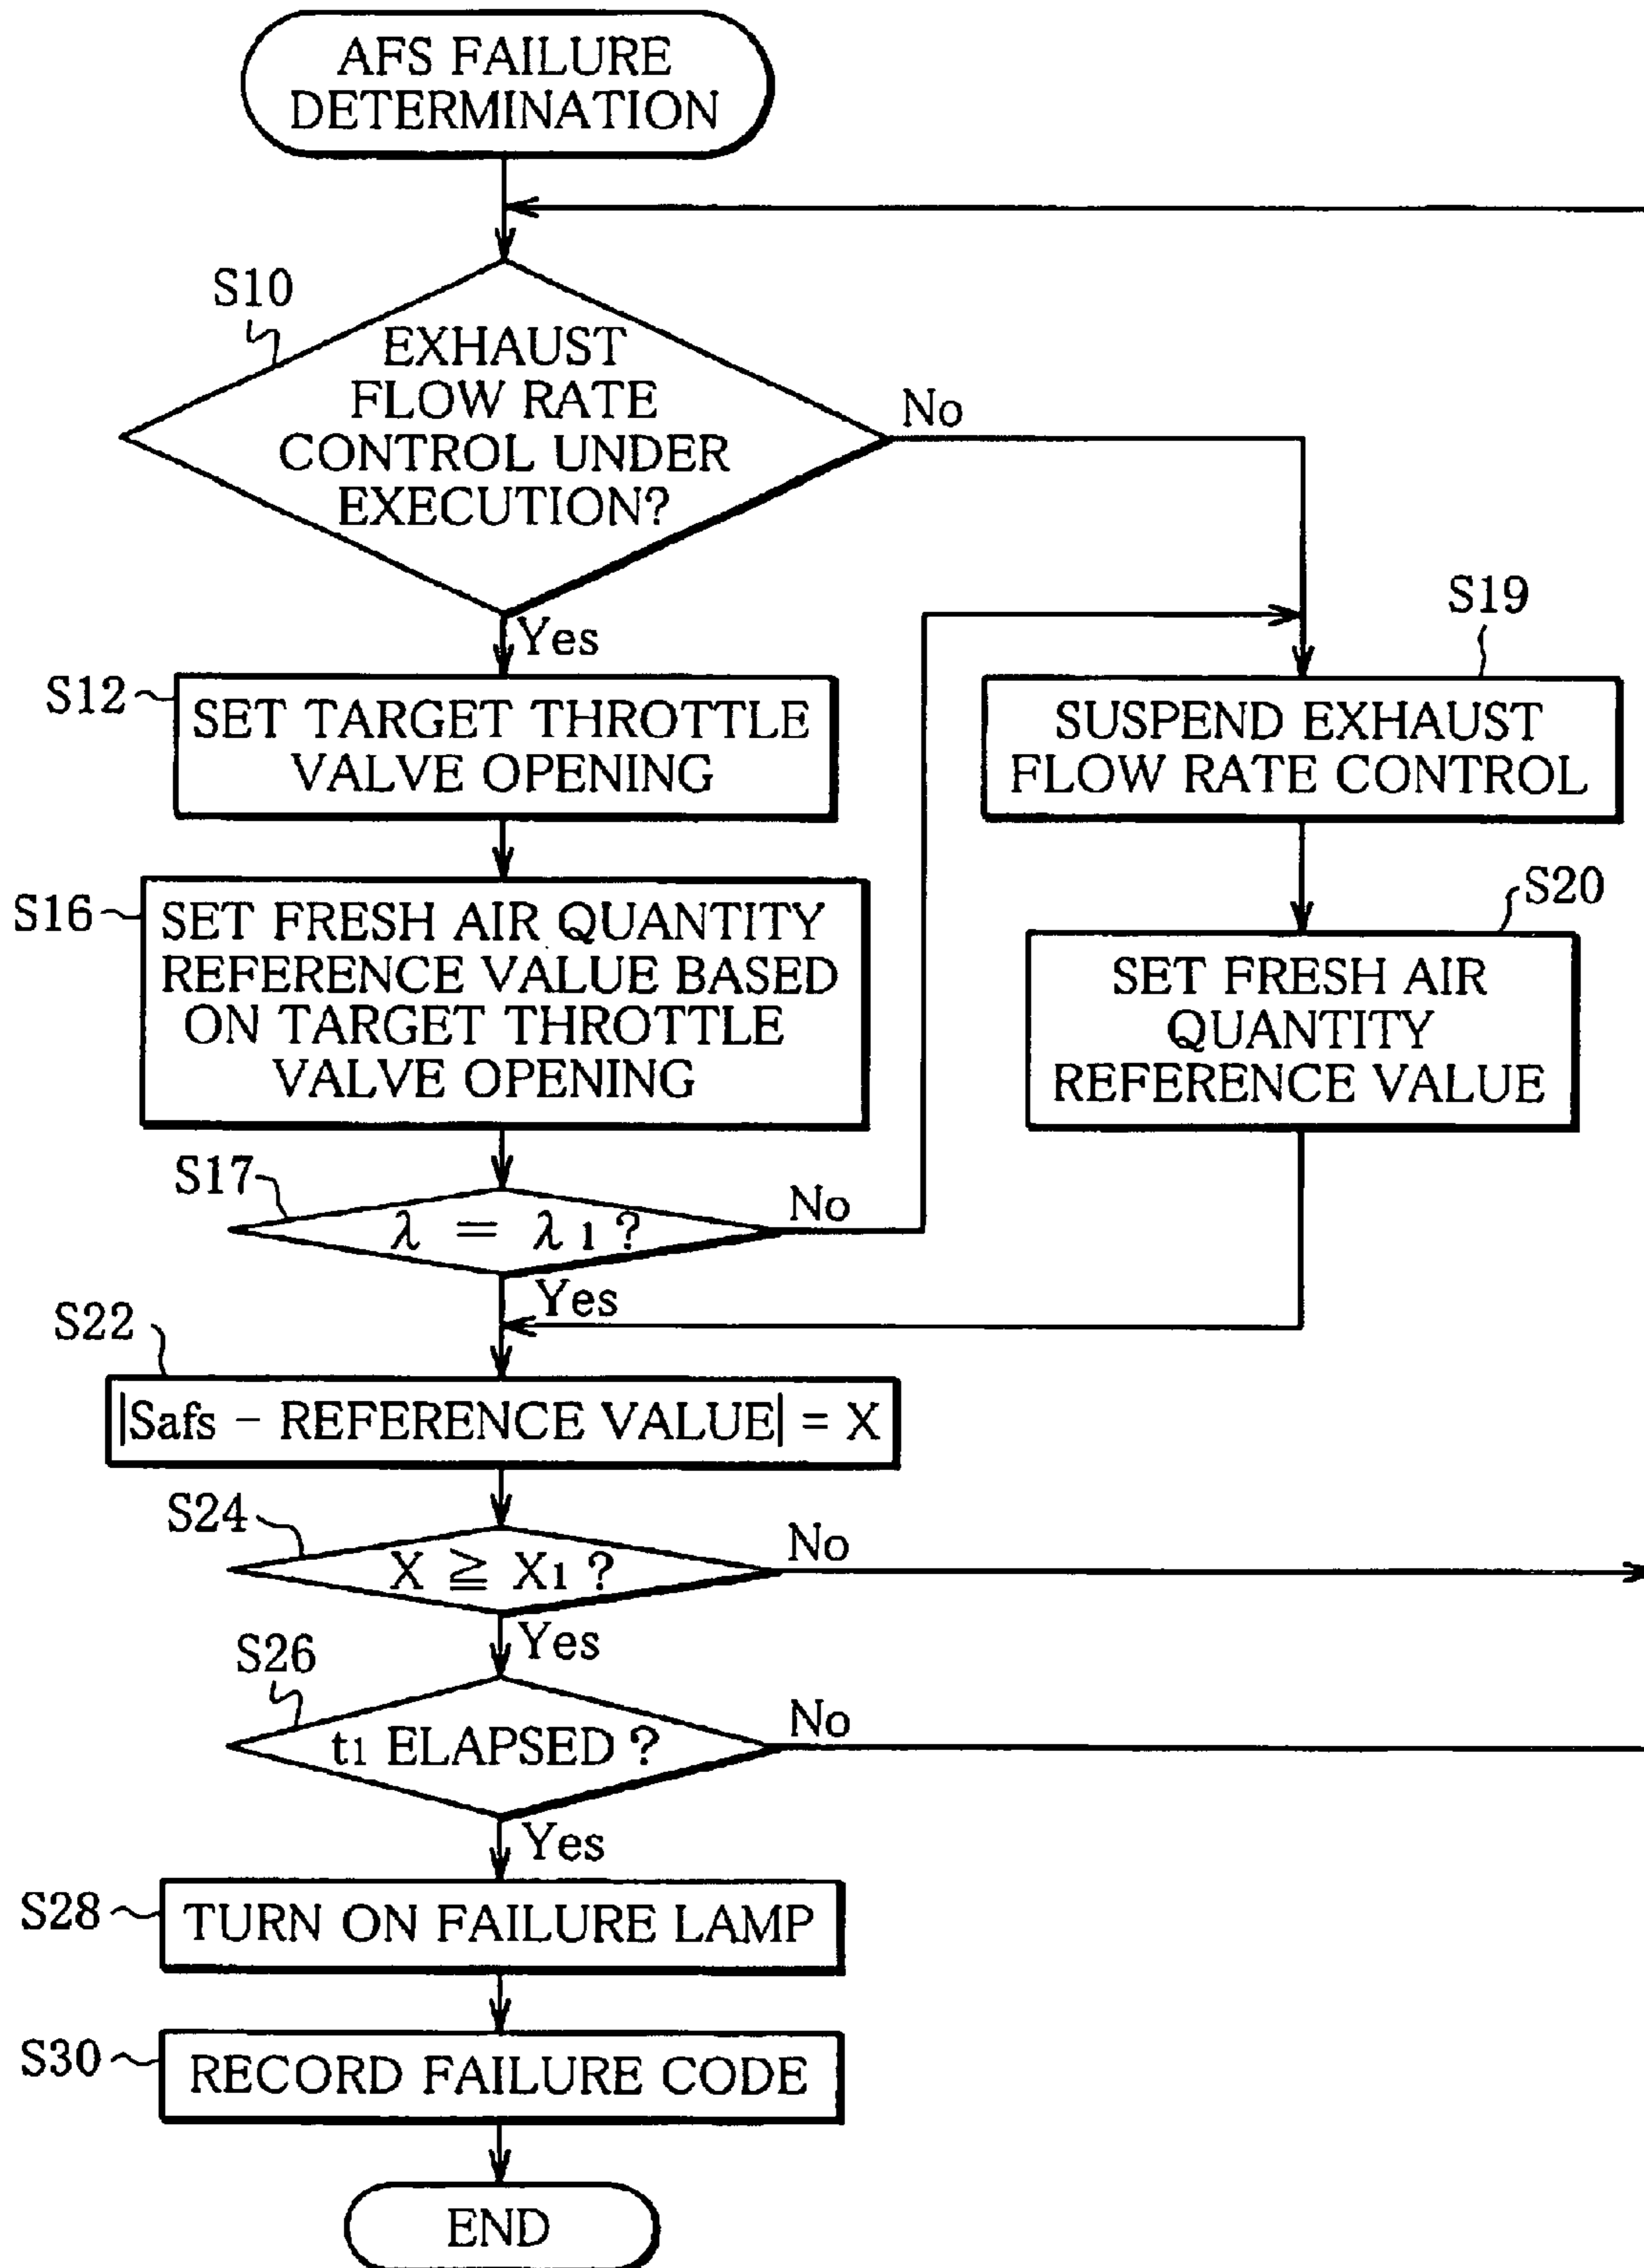 AFS FAILURE
DETERMINATION
S10
EXHAUST
FLOW RATE
CONTROL UNDER
EXECUTION?
No
Yes
S12
SET TARGET THROTTLE
VALVE OPENING
S19
SUSPEND EXHAUST
FLOW RATE CONTROL
S16
SET FRESH AIR QUANTITY
REFERENCE VALUE BASED
ON TARGET THROTTLE
VALVE OPENING
S20
SET FRESH AIR
QUANTITY
REFERENCE VALUE
S17
λ = λ1 ?
No
Yes
S22
|Safs - REFERENCE VALUE| = X
S24
X ≧ X1 ?
No
Yes
S26
t1 ELAPSED ?
No
Yes
S28
TURN ON FAILURE LAMP
S30
RECORD FAILURE CODE
END